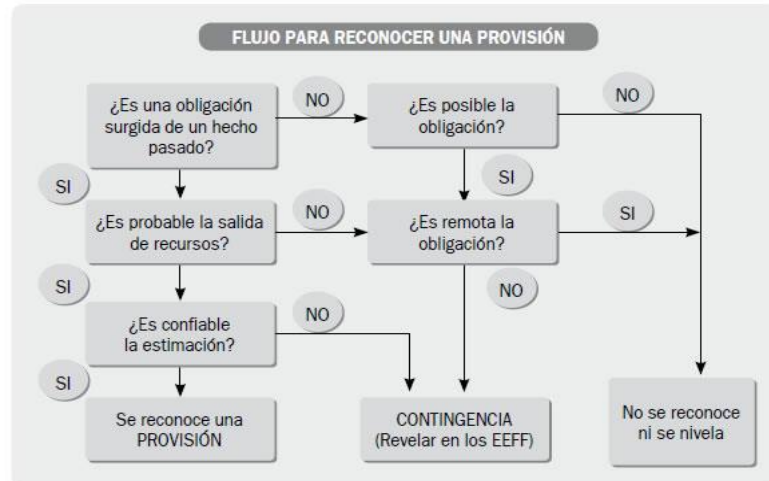 FLUJO PARA RECONOCER UNA PROVISIÓN
¿Es una obligación
surgida de un hecho
pasado?
NO
¿Es posible la
obligación?
NO
SI
SI
¿Es probable la salida
de recursos?
NO
¿Es remota la
obligación?
SI
SI
NO
¿Es confiable
la estimación?
NO
SI
Se reconoce una
PROVISIÓN
CONTINGENCIA
(Revelar en los EEFF)
No se reconoce
ni se nivela